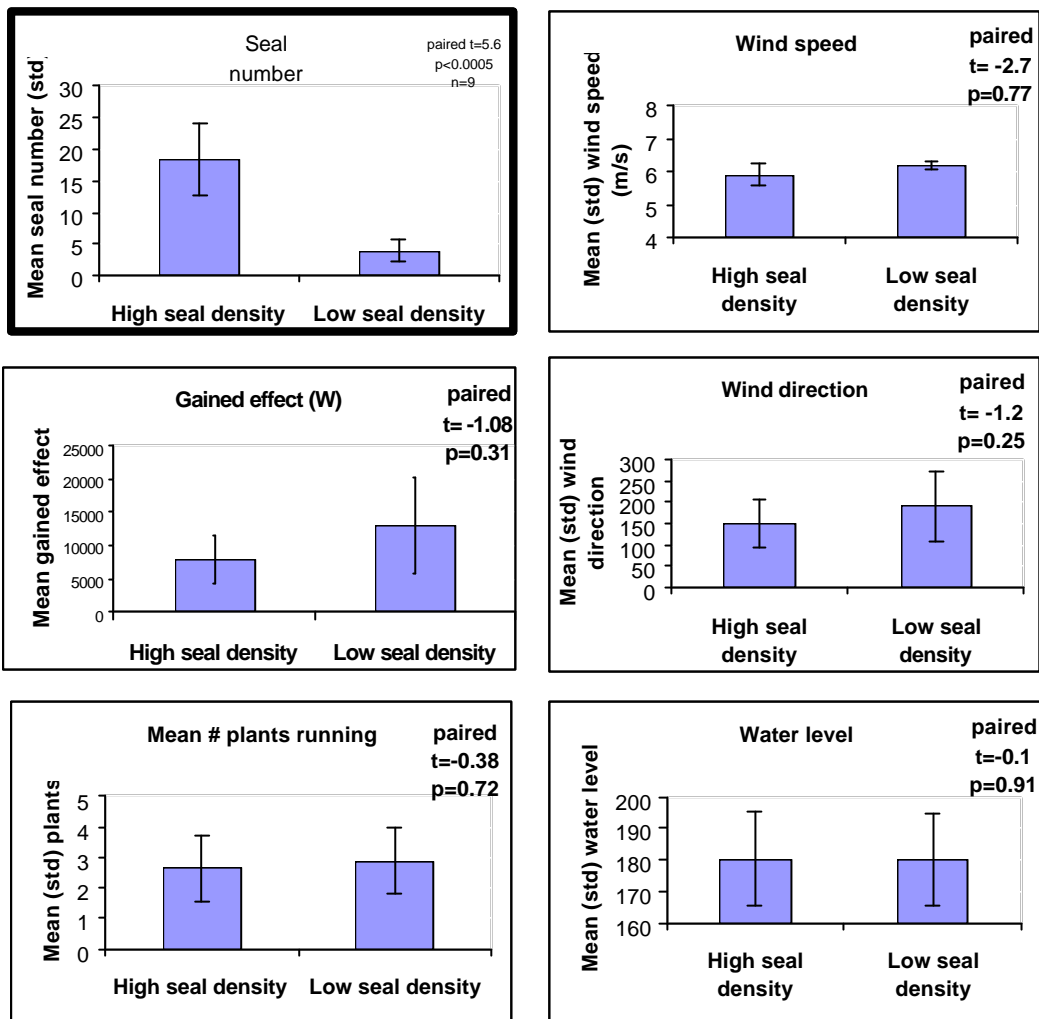 Seal
number
paired t=5.6
p<0.0005
n=9
Mean seal number (std)
30
25
20
15
10
5
0
High seal density Low seal density
Wind speed
paired
t= -2.7
p=0.77
Mean (std) wind speed
(m/s)
8
7
6
5
4
High seal
density
Low seal
density
Gained effect (W)
paired
t= -1.08
p=0.31
Mean gained effect
25000
20000
15000
10000
5000
0
High seal density Low seal density
Wind direction
paired
t= -1.2
p=0.25
Mean (std) wind
direction
300
250
200
150
100
50
0
High seal
density
Low seal
density
Mean # plants running
paired
t=-0.38
p=0.72
Mean (std) plants
5
4
3
2
1
0
High seal density Low seal density
Water level
paired
t=-0.1
p=0.91
Mean (std) water level
200
190
180
170
160
High seal
density
Low seal
density